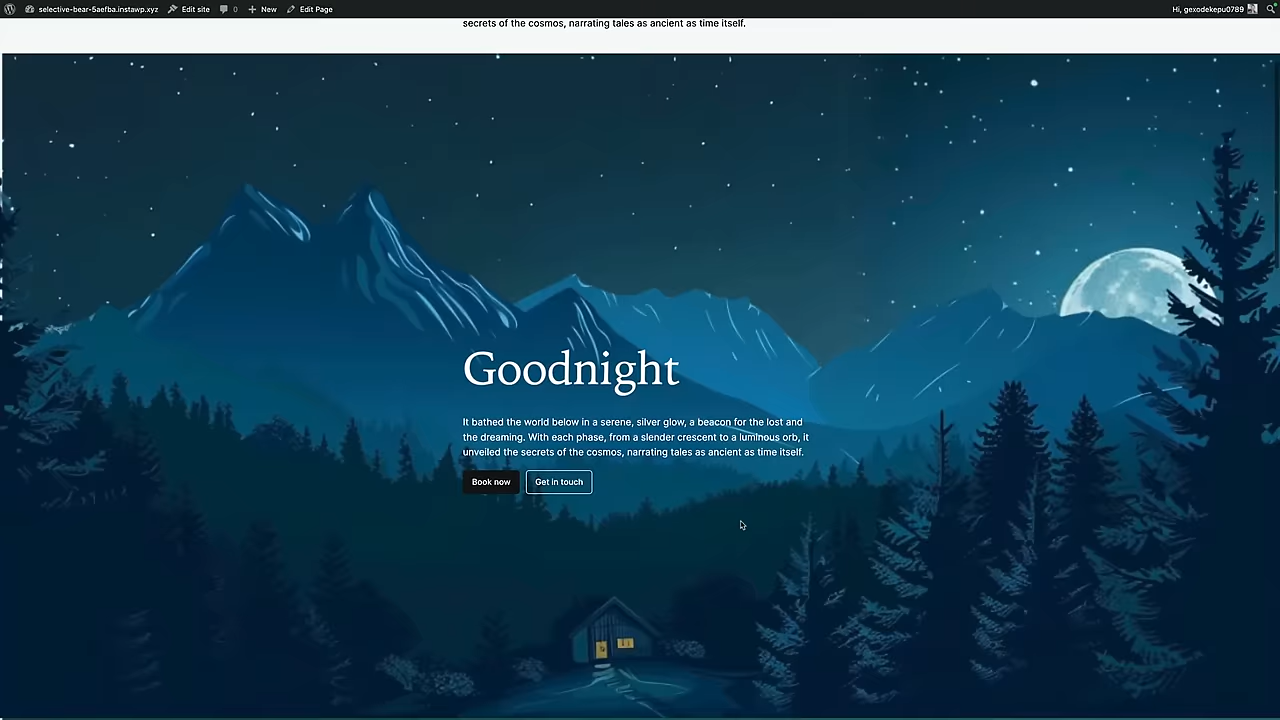 selective-bear-5aefba.instawp.xyz Edit site 0 New Edit Page Hi, gexodekepu0789
secrets of the cosmos, narrating tales as ancient as time itself.
Goodnight
It bathed the world below in a serene, silver glow, a beacon for the lost and
the dreaming. With each phase, from a slender crescent to a luminous orb, it
unveiled the secrets of the cosmos, narrating tales as ancient as time itself.
Book now Get in touch